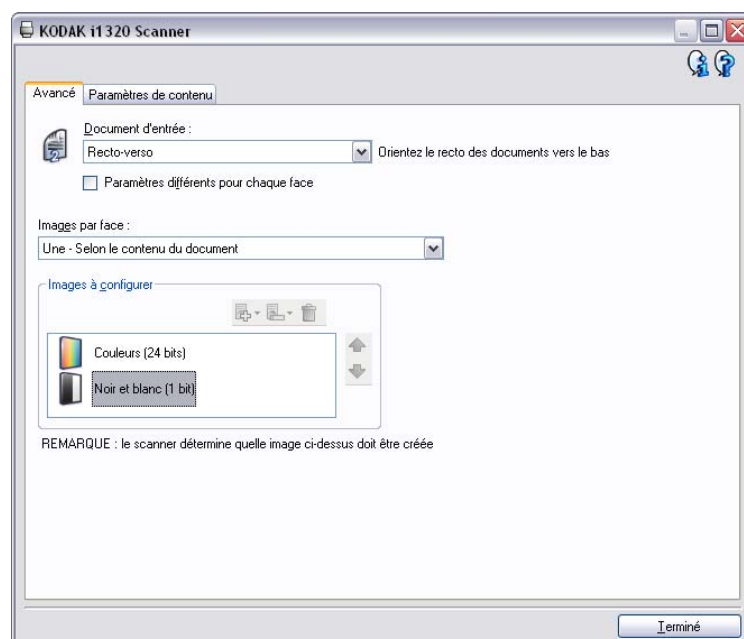 KODAK i1320 Scanner
Avancé
Paramètres de contenu
Document d'entrée :
Recto-verso
Orientez le recto des documents vers le bas
Paramètres différents pour chaque face
Images par face :
Une - Selon le contenu du document
Images à configurer
Couleurs (24 bits)
Noir et blanc (1 bit)
REMARQUE : le scanner détermine quelle image ci-dessus doit être créée
Terminé